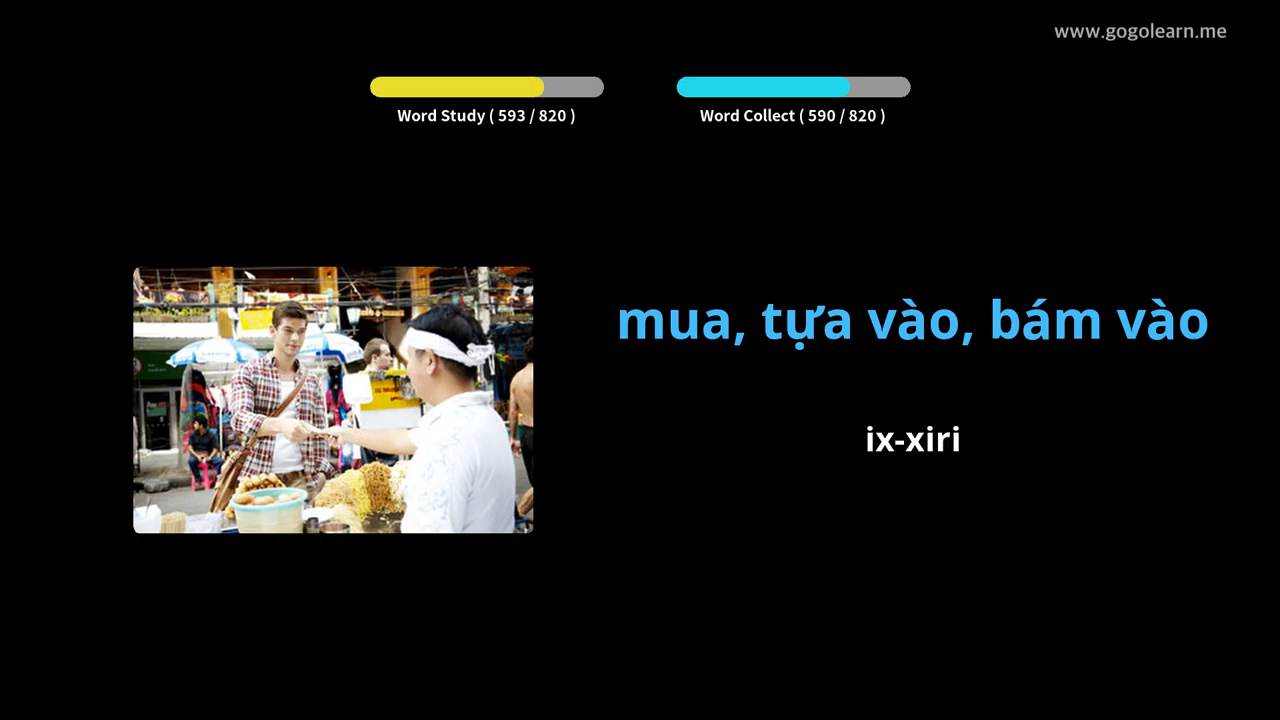 www.gogolearn.me
Word Study ( 593 / 820 )
Word Collect ( 590 / 820 )
mua, tựa vào, bám vào
ix-xiri